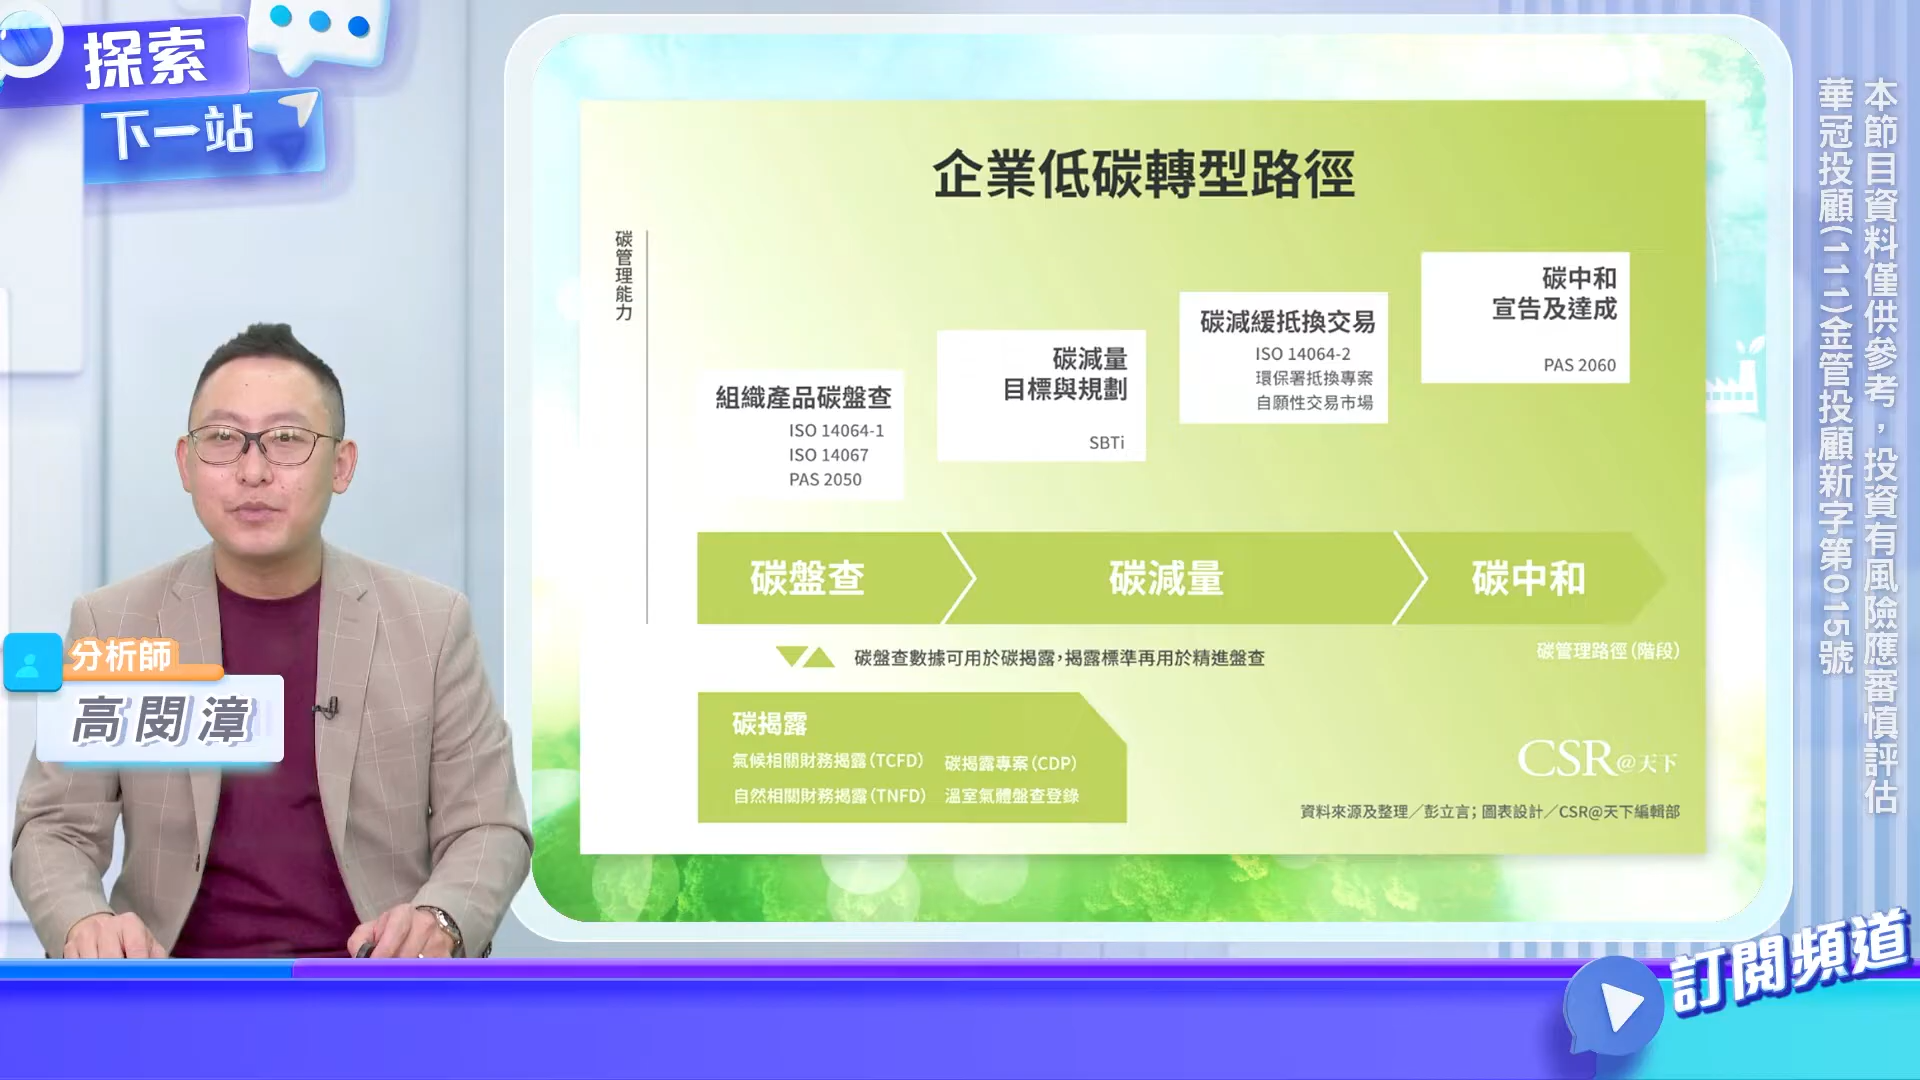 探索
下一站
企業低碳轉型路徑
碳管理能力
組織產品碳盤查
ISO 14064-1
ISO 14067
PAS 2050
碳減量
目標與規劃
SBTi
碳減緩抵換交易
ISO 14064-2
環保署抵換專案
自願性交易市場
碳中和
宣告及達成
PAS 2060
碳盤查
碳減量
碳中和
碳盤查數據可用於碳揭露,揭露標準再用於精進盤查
碳管理路徑(階段)
碳揭露
氣候相關財務揭露(TCFD) 碳揭露專案(CDP)
自然相關財務揭露(TNFD) 溫室氣體盤查登錄
CSR@天下
資料來源及整理/彭立言;圖表設計/CSR@天下編輯部
分析師
高閔漳
本節目資料僅供參考,投資有風險應審慎評估
華冠投顧(111)金管投顧新字第015號
訂閱頻道